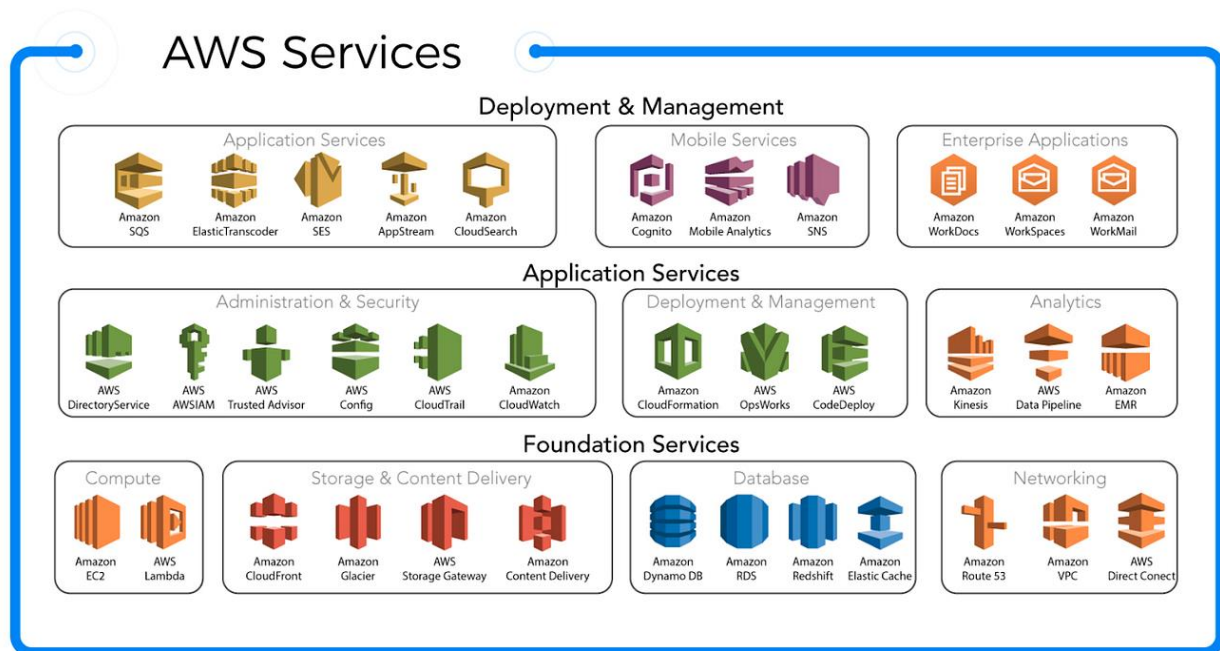 AWS Services
Deployment & Management
Application Services
Amazon
SQS
Amazon
ElasticTranscoder
Amazon
SES
Amazon
AppStream
Amazon
CloudSearch
Mobile Services
Amazon
Cognito
Amazon
Mobile Analytics
Amazon
SNS
Enterprise Applications
Amazon
WorkDocs
Amazon
WorkSpaces
Amazon
WorkMail
Application Services
Administration & Security
AWS
DirectoryService
AWS
AWSIAM
AWS
Trusted Advisor
AWS
Config
AWS
CloudTrail
Amazon
CloudWatch
Deployment & Management
Amazon
CloudFormation
AWS
OpsWorks
AWS
CodeDeploy
Analytics
Amazon
Kinesis
AWS
Data Pipeline
Amazon
EMR
Foundation Services
Compute
Amazon
EC2
AWS
Lambda
Storage & Content Delivery
Amazon
CloudFront
Amazon
Glacier
AWS
Storage Gateway
Amazon
Content Delivery
Database
Amazon
Dynamo DB
Amazon
RDS
Amazon
Redshift
Amazon
Elastic Cache
Networking
Amazon
Route 53
Amazon
VPC
AWS
Direct Conect